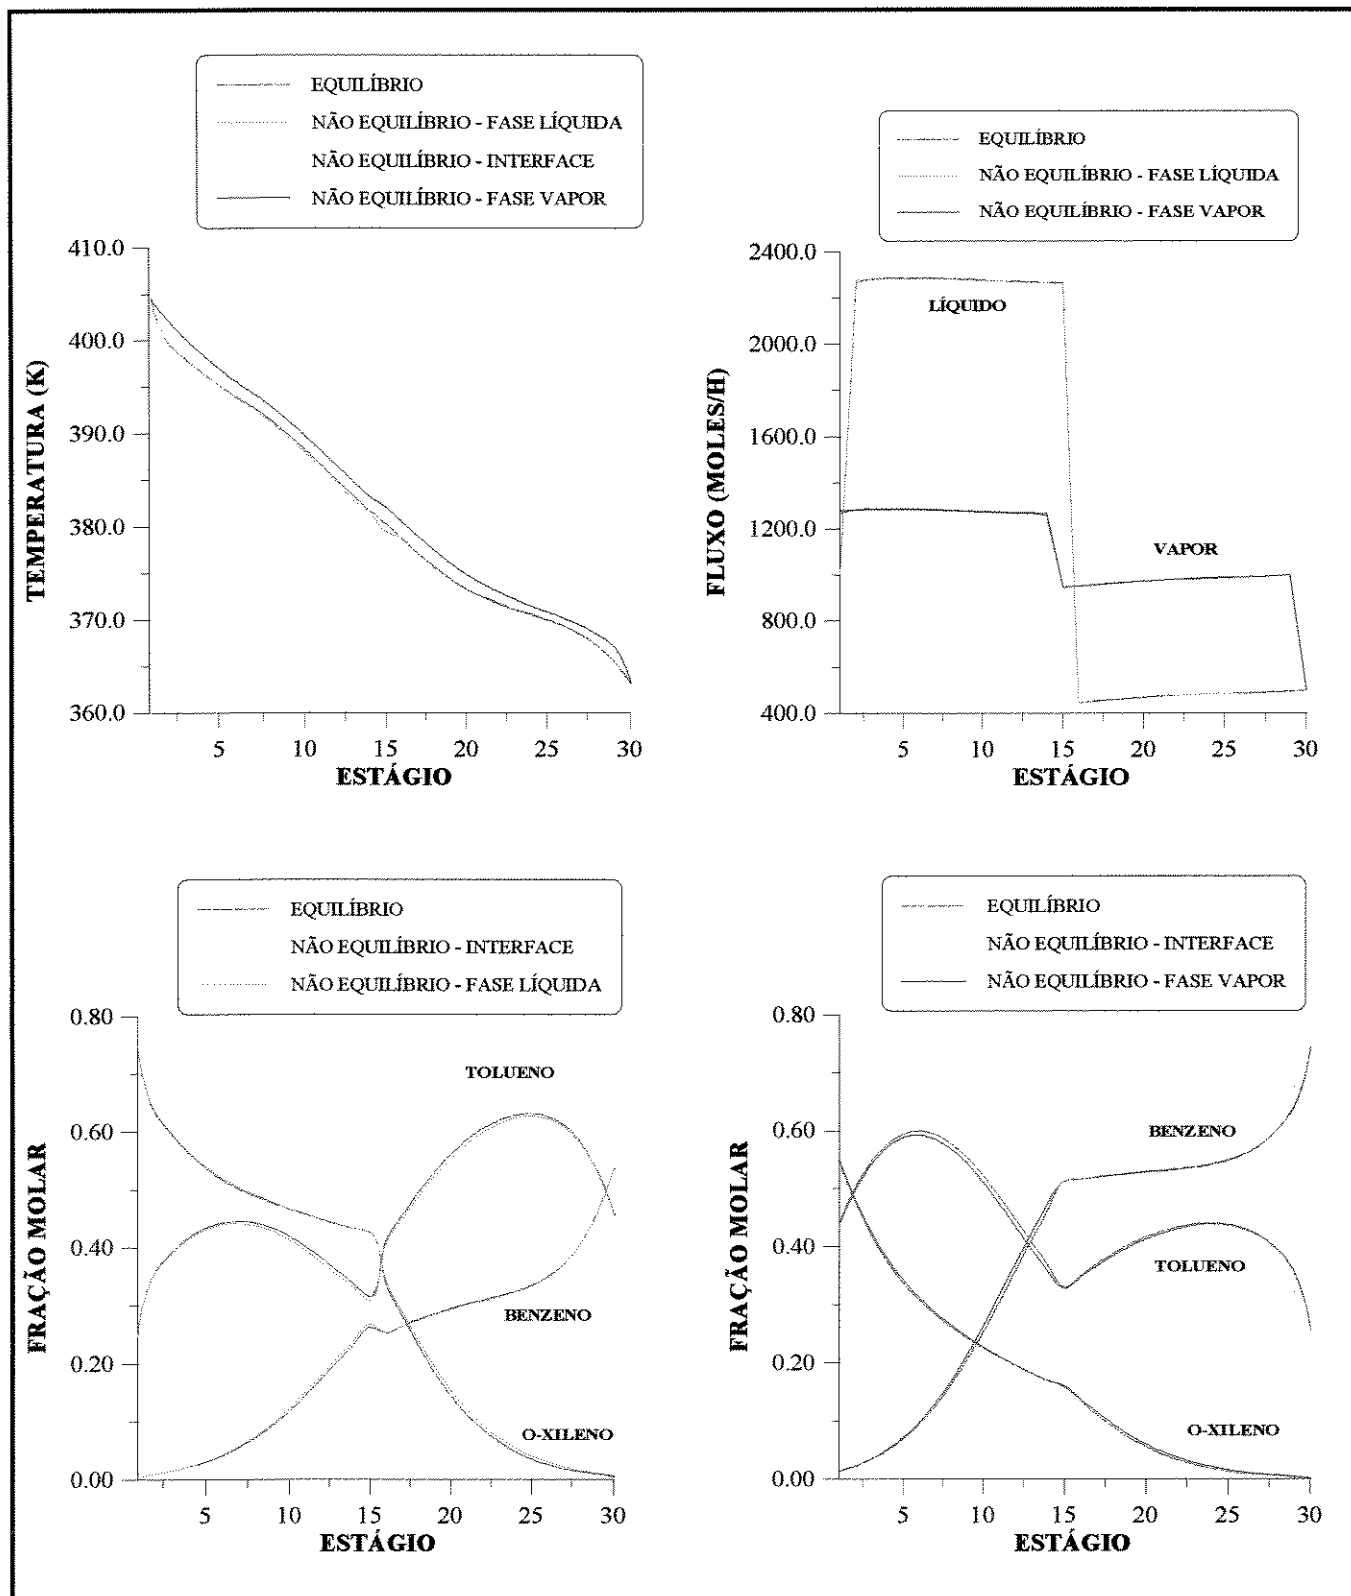 EQUILÍBRIO
NÃO EQUILÍBRIO - FASE LÍQUIDA
NÃO EQUILÍBRIO - INTERFACE
NÃO EQUILÍBRIO - FASE VAPOR
410.0
400.0
390.0
380.0
370.0
360.0
TEMPERATURA (K)
5 10 15 20 25 30
ESTÁGIO
EQUILÍBRIO
NÃO EQUILÍBRIO - FASE LÍQUIDA
NÃO EQUILÍBRIO - FASE VAPOR
2400.0
2000.0
1600.0
1200.0
800.0
400.0
FLUXO (MOLES/H)
LÍQUIDO
VAPOR
5 10 15 20 25 30
ESTÁGIO
EQUILÍBRIO
NÃO EQUILÍBRIO - INTERFACE
NÃO EQUILÍBRIO - FASE LÍQUIDA
0.80
0.60
0.40
0.20
0.00
FRAÇÃO MOLAR
TOLUENO
BENZENO
O-XILENO
5 10 15 20 25 30
ESTÁGIO
EQUILÍBRIO
NÃO EQUILÍBRIO - INTERFACE
NÃO EQUILÍBRIO - FASE VAPOR
0.80
0.60
0.40
0.20
0.00
FRAÇÃO MOLAR
BENZENO
TOLUENO
O-XILENO
5 10 15 20 25 30
ESTÁGIO